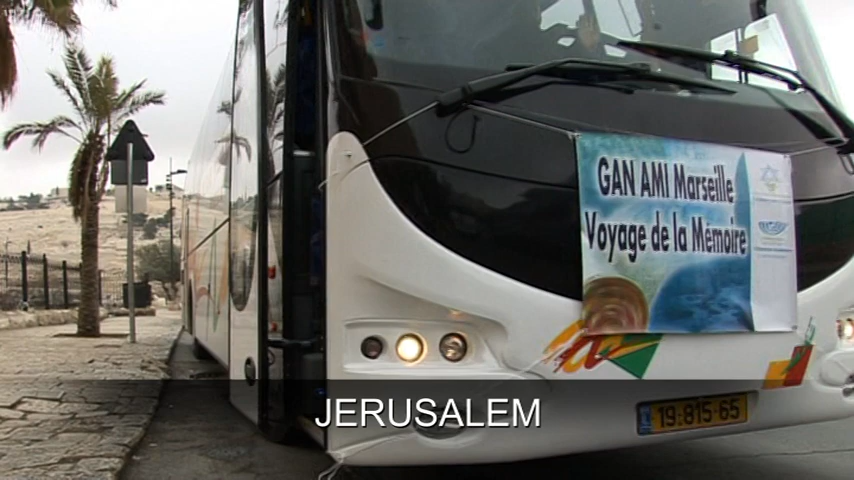 GAN AMI Marseille
Voyage de la Mémoire
JERUSALEM
19-815-65